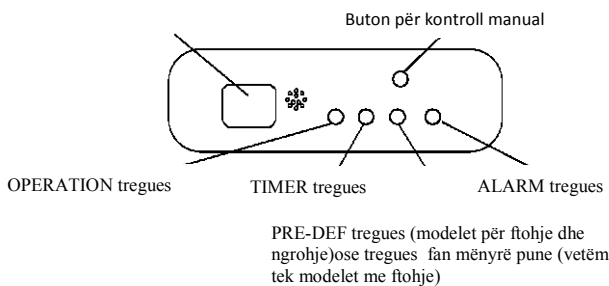 Buton për kontroll manual
OPERATION tregues
TIMER tregues
ALARM tregues
PRE-DEF tregues (modelet për ftohje dhe
ngrohje)ose tregues fan mënyrë pune (vetëm
tek modelet me ftohje)